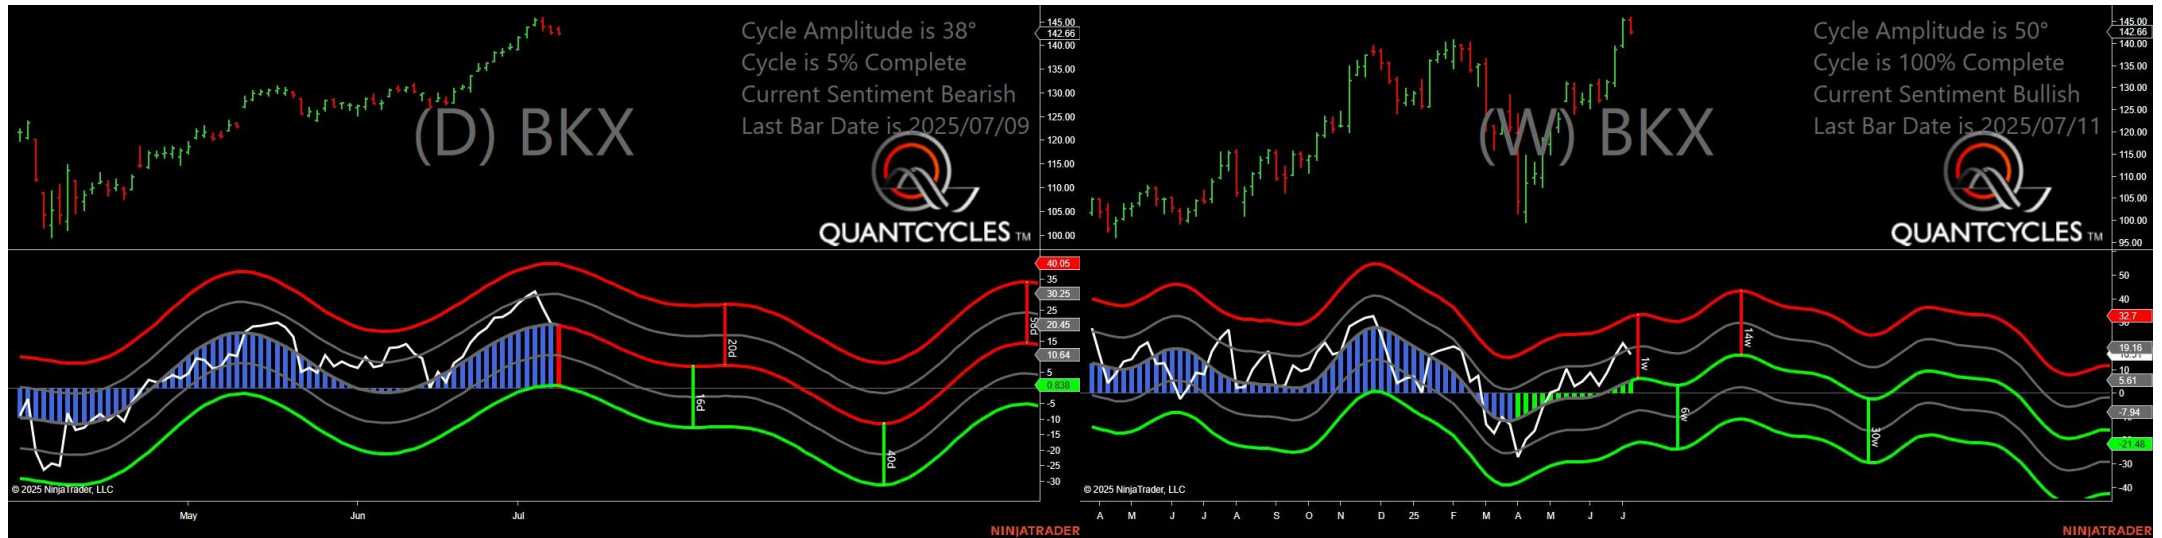 Cycle Amplitude is 38°
Cycle is 5% Complete
Current Sentiment Bearish
Last Bar Date is 2025/07/09
(D) BKX
QUANTCYCLES TM
145.00
142.66
140.00
135.00
130.00
125.00
120.00
115.00
110.00
105.00
100.00
40.05
35
30.25
25
20.45
15
10.64
5
0.838
-5
-10
-15
-20
-25
-30
20d
16d
40d
58d
© 2025 NinjaTrader, LLC
May Jun Jul
NINJATRADER
Cycle Amplitude is 50°
Cycle is 100% Complete
Current Sentiment Bullish
Last Bar Date is 2025/07/11
(W) BKX
QUANTCYCLES TM
145.00
142.66
140.00
135.00
130.00
125.00
120.00
115.00
110.00
105.00
100.00
95.00
50
40
32.7
19.16
10
5.61
0
-7.94
-21.48
-30
-40
1w
14w
6w
30w
© 2025 NinjaTrader, LLC
A M J J A S O N D 25 F M A M J J
NINJATRADER